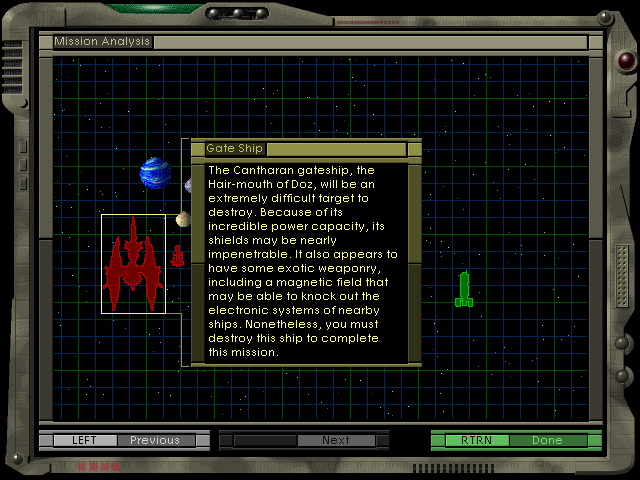 Mission Analysis
Gate Ship
The Cantharan gateship, the
Hair-mouth of Doz, will be an
extremely difficult target to
destroy. Because of its
incredible power capacity, its
shields may be nearly
impenetrable. It also appears to
have some exotic weaponry,
including a magnetic field that
may be able to knock out the
electronic systems of nearby
ships. Nonetheless, you must
destroy this ship to complete
this mission.
LEFT Previous Next RTRN Done